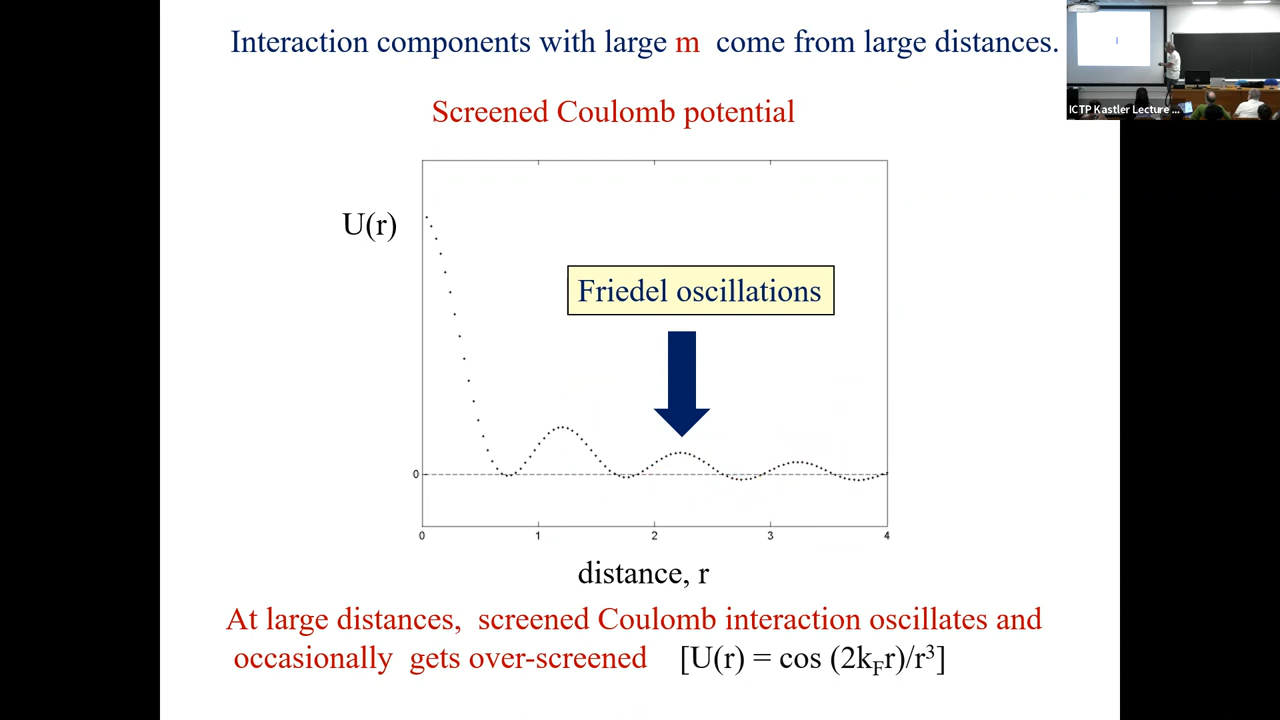 Interaction components with large m come from large distances.
ICTP Kastler Lecture ...
Screened Coulomb potential
U(r)
Friedel oscillations
0
0 1 2 3 4
distance, r
At large distances, screened Coulomb interaction oscillates and
occasionally gets over-screened [U(r) = cos (2k_Fr)/r³]